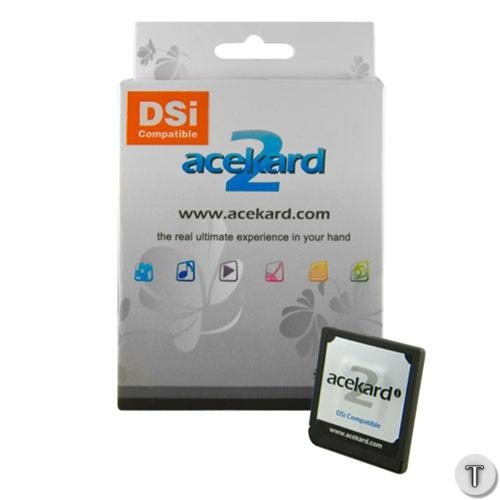 DSi
Compatible
acekard
2
www.acekard.com
the real ultimate experience in your hand
2
acekard i
DSi Compatible
www.acekard.com
T